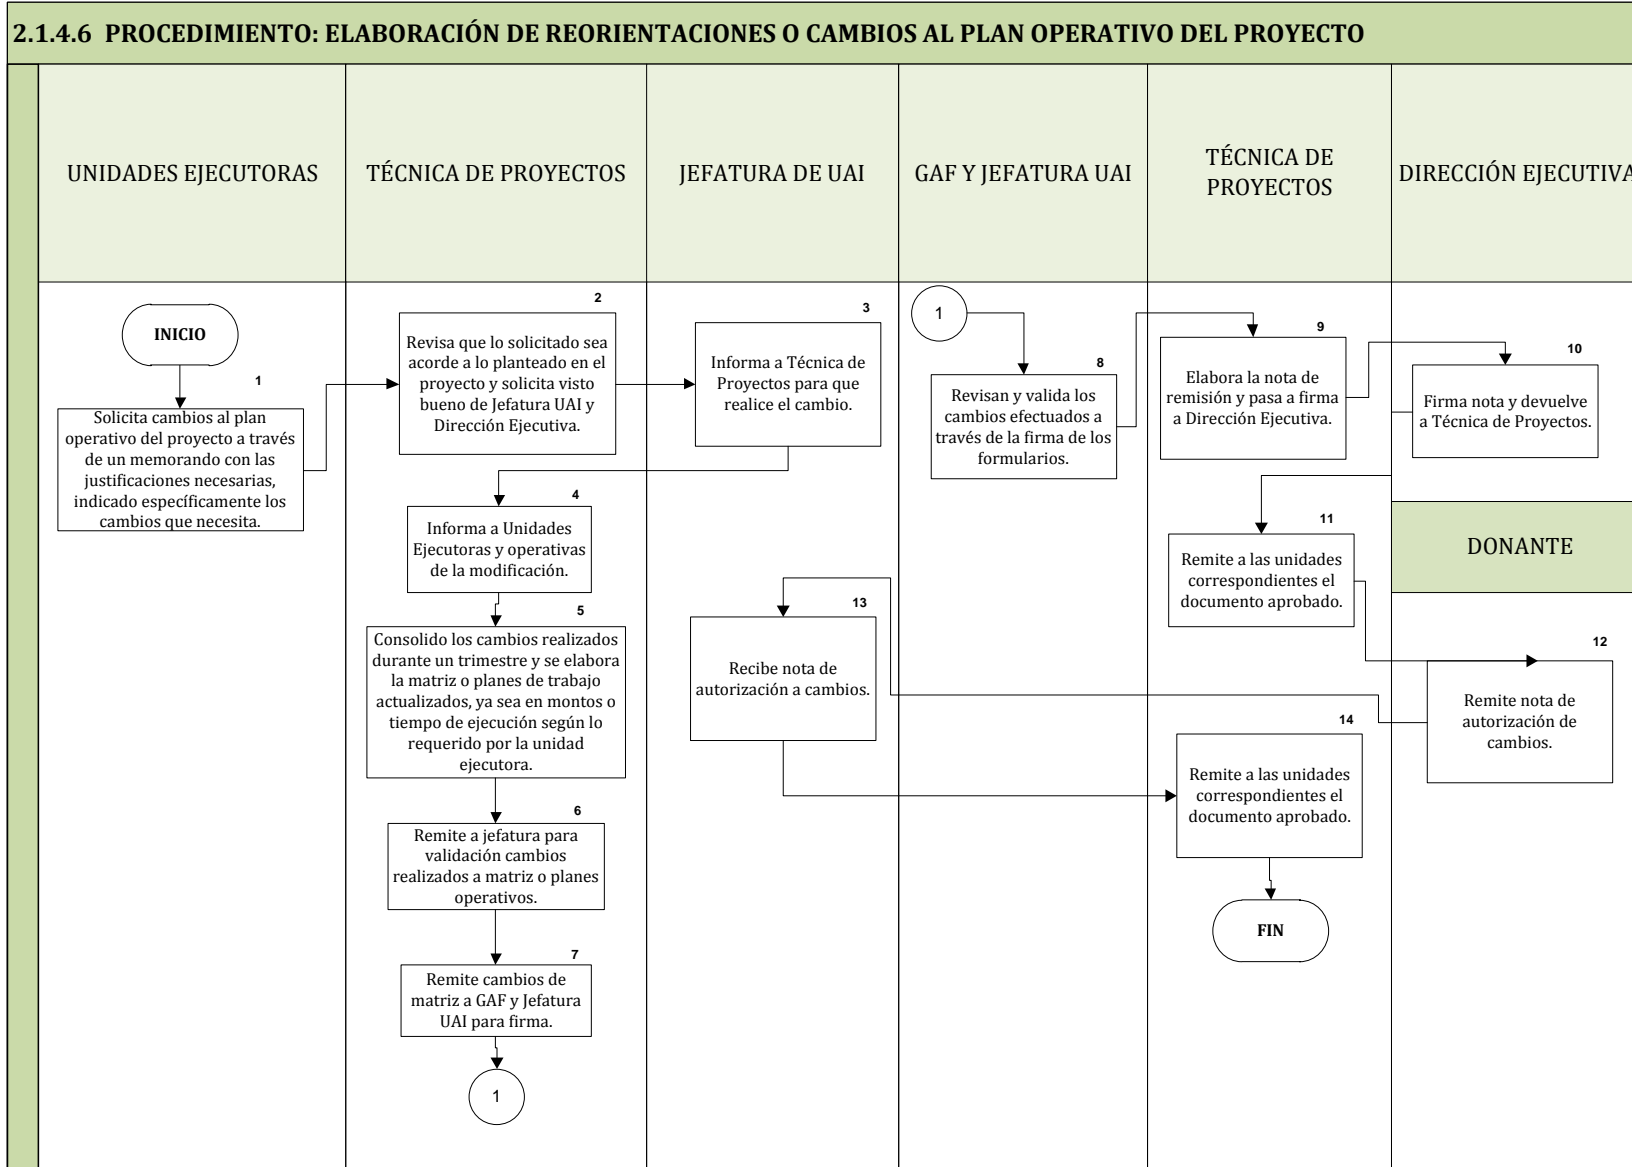 2.1.4.6 PROCEDIMIENTO: ELABORACIÓN DE REORIENTACIONES O CAMBIOS AL PLAN OPERATIVO DEL PROYECTO
UNIDADES EJECUTORAS
TÉCNICA DE PROYECTOS
JEFATURA DE UAI
GAF Y JEFATURA UAI
TÉCNICA DE
PROYECTOS
DIRECCIÓN EJECUTIVA
INICIO
1
Solicita cambios al plan
operativo del proyecto a través
de un memorando con las
justificaciones necesarias,
indicado específicamente los
cambios que necesita.
2
Revisa que lo solicitado sea
acorde a lo planteado en el
proyecto y solicita visto
bueno de Jefatura UAI y
Dirección Ejecutiva.
3
Informa a Técnica de
Proyectos para que
realice el cambio.
4
Informa a Unidades
Ejecutoras y operativas
de la modificación.
5
Consolido los cambios realizados
durante un trimestre y se elabora
la matriz o planes de trabajo
actualizados, ya sea en montos o
tiempo de ejecución según lo
requerido por la unidad
ejecutora.
6
Remite a jefatura para
validación cambios
realizados a matriz o planes
operativos.
7
Remite cambios de
matriz a GAF y Jefatura
UAI para firma.
1
1
8
Revisan y valida los
cambios efectuados a
través de la firma de los
formularios.
9
Elabora la nota de
remisión y pasa a firma
a Dirección Ejecutiva.
10
Firma nota y devuelve
a Técnica de Proyectos.
11
Remite a las unidades
correspondientes el
documento aprobado.
DONANTE
12
Remite nota de
autorización de
cambios.
13
Recibe nota de
autorización a cambios.
14
Remite a las unidades
correspondientes el
documento aprobado.
FIN